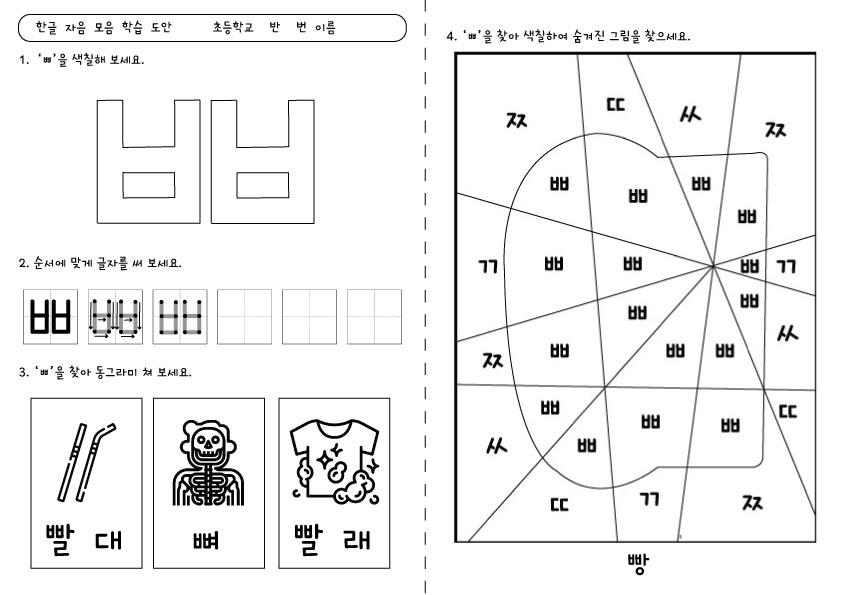 한글 자음 모음 학습 도안 초등학교 반 번 이름
1. ‘ㅃ’을 색칠해 보세요.
ㅃ
2. 순서에 맞게 글자를 써 보세요.
ㅃ ㅃ ㅃ
3. ‘ㅃ’을 찾아 동그라미 쳐 보세요.
빨대 뼈 빨래
4. ‘ㅃ’을 찾아 색칠하여 숨겨진 그림을 찾으세요.
ㄸ ㅆ
ㅉ ㅉ
ㅃ ㅃ ㅃ
ㅃ
ㄲ ㅃ ㅃ ㅃ ㄲ
ㅃ
ㅃ
ㅆ
ㅉ ㅃ ㅃ ㅃ
ㅃ ㄸ
ㅃ ㅃ
ㅆ ㅃ
ㄸ ㄲ ㅉ
빵